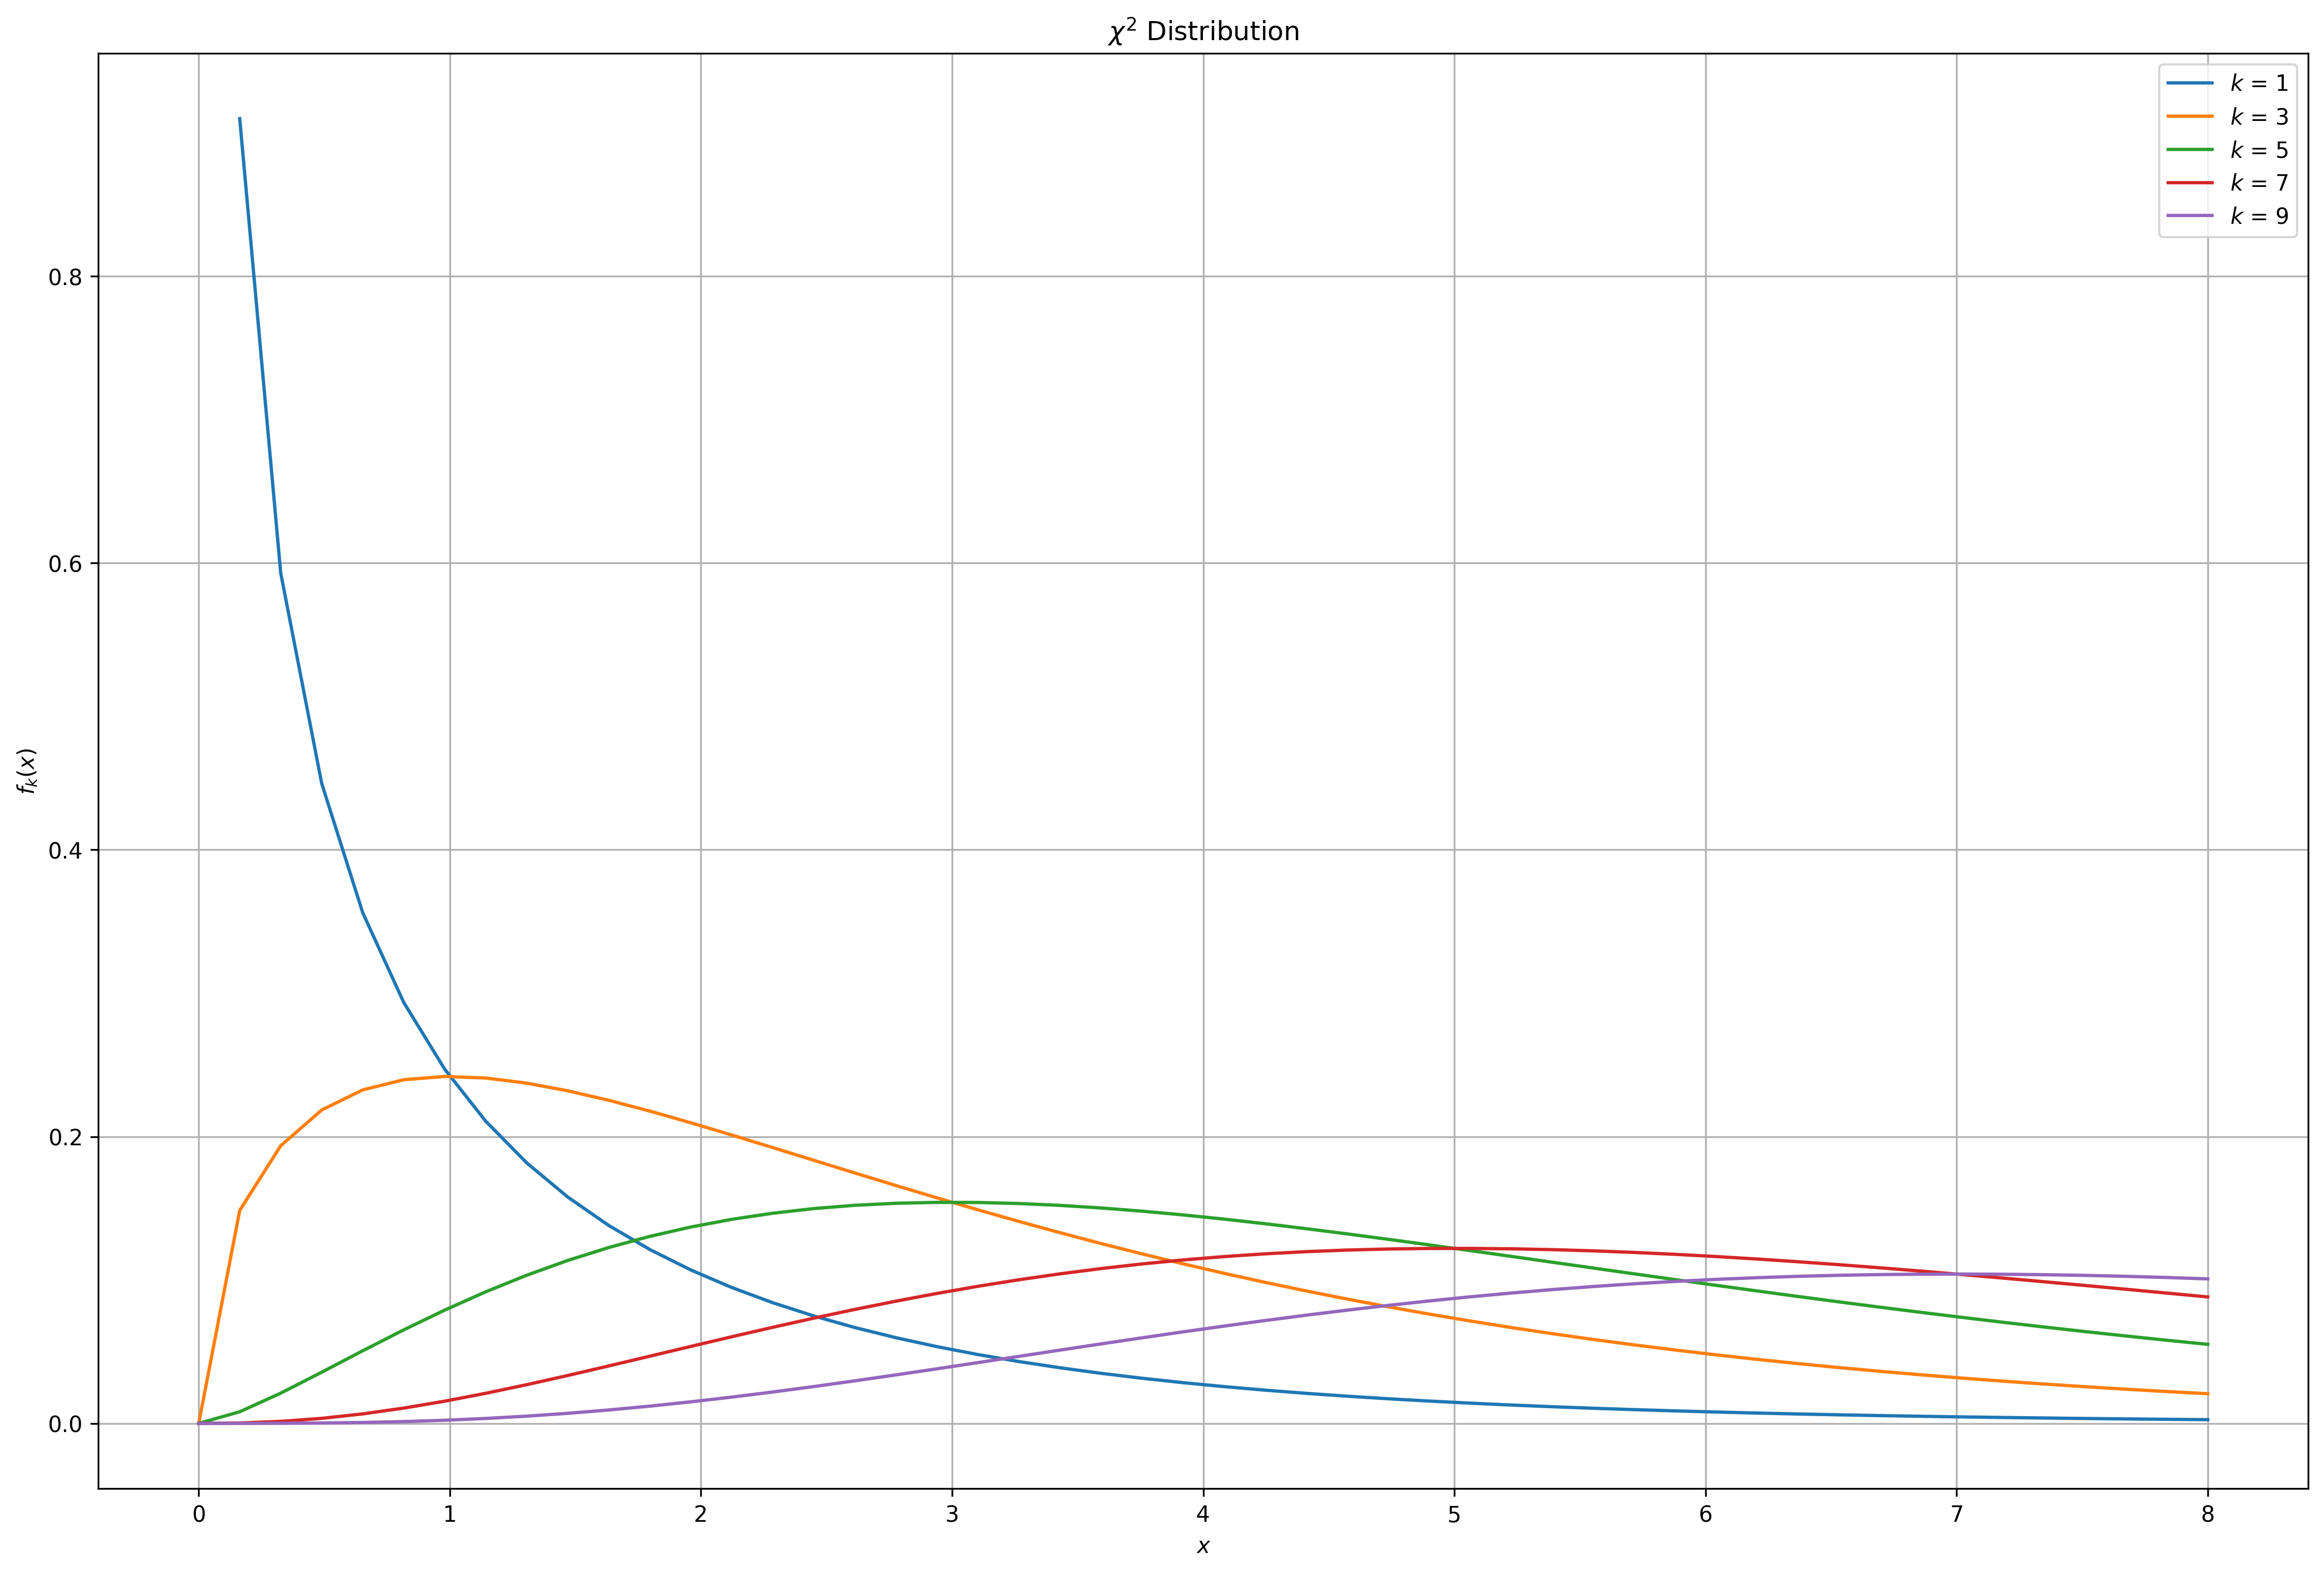 χ² Distribution
k = 1
k = 3
k = 5
k = 7
k = 9
0.8
0.6
0.4
0.2
0.0
fₖ(x)
0 1 2 3 4 5 6 7 8
x